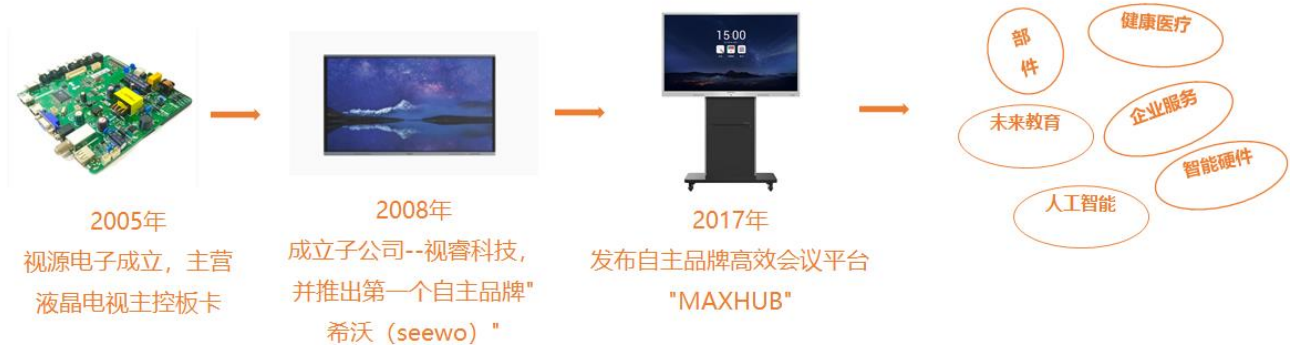 2005年
视源电子成立，主营
液晶电视主控板卡
2008年
成立子公司--视睿科技，
并推出第一个自主品牌"
希沃（seewo）"
15:00
2017年
发布自主品牌高效会议平台
"MAXHUB"
部
件
健康医疗
未来教育
企业服务
智能硬件
人工智能